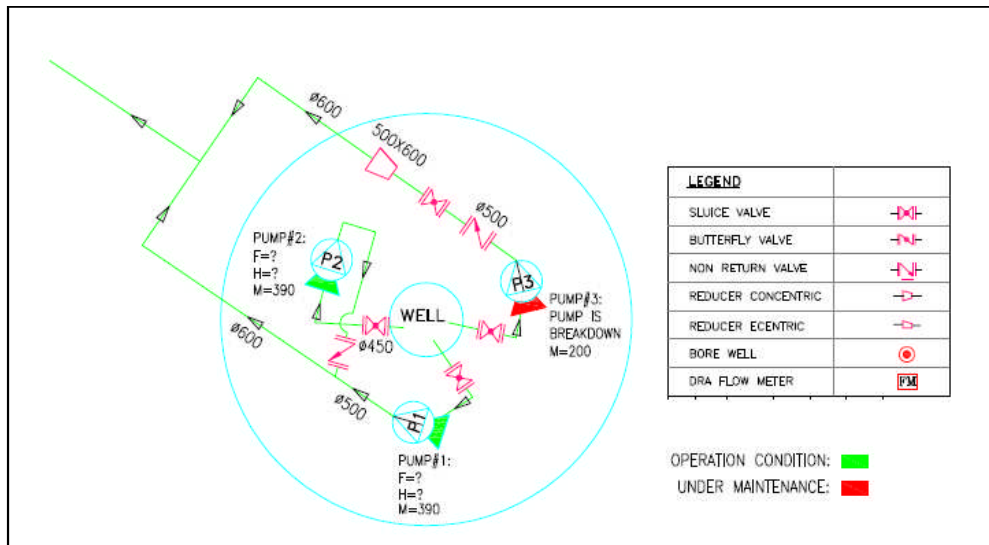 ø600
500X600
ø500
PUMP#2:
F=?
H=?
M=390
P2
P3
WELL
PUMP#3:
PUMP IS
BREAKDOWN
M=200
ø450
ø600
ø500
P1
PUMP#1:
F=?
H=?
M=390
LEGEND
SLUICE VALVE
BUTTERFLY VALVE
NON RETURN VALVE
REDUCER CONCENTRIC
REDUCER ECENTRIC
BORE WELL
DRA FLOW METER
FM
OPERATION CONDITION:
UNDER MAINTENANCE: